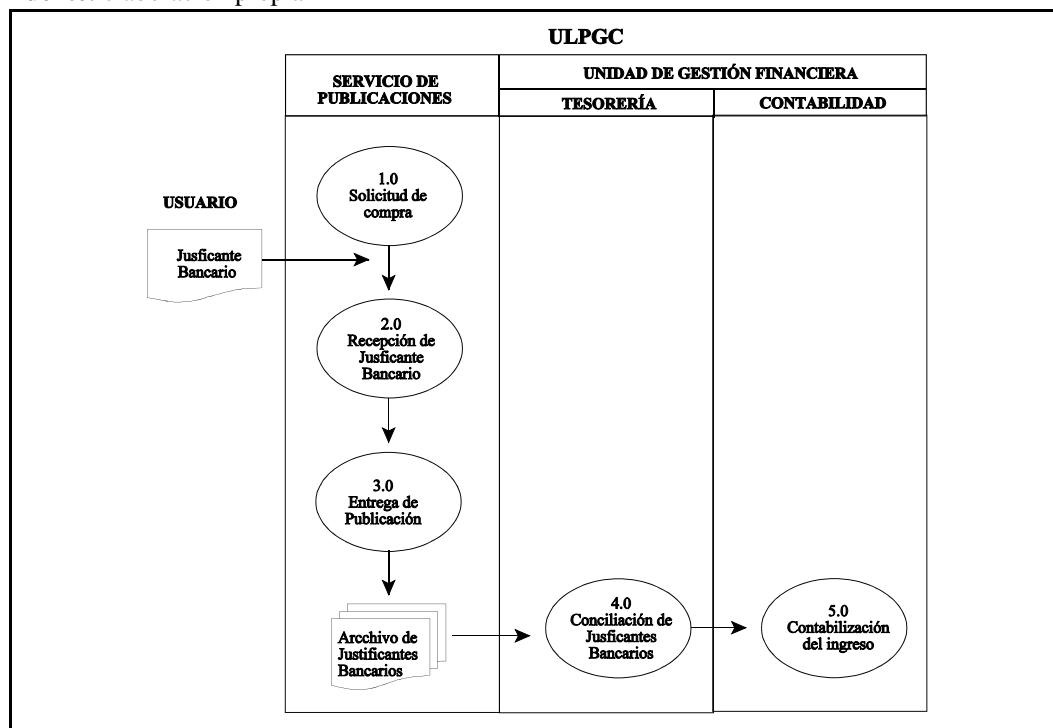 ULPGC
SERVICIO DE
PUBLICACIONES
UNIDAD DE GESTIÓN FINANCIERA
TESORERÍA
CONTABILIDAD
1.0
Solicitud de
compra
USUARIO
Jusficante
Bancario
2.0
Recepción de
Jusficante
Bancario
3.0
Entrega de
Publicación
Arcchivo de
Justificantes
Bancarios
4.0
Conciliación de
Jusficantes
Bancarios
5.0
Contabilización
del ingreso